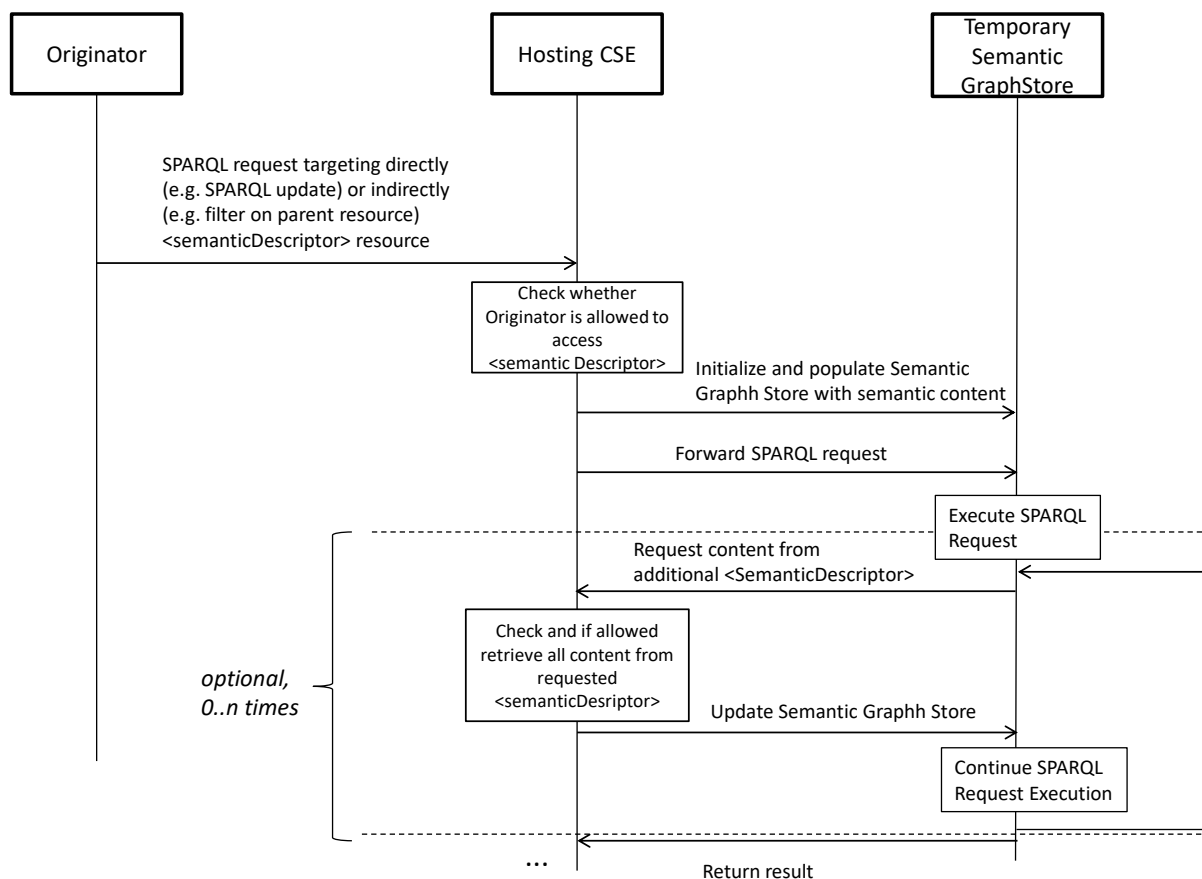 Originator
Hosting CSE
Temporary
Semantic
GraphStore
SPARQL request targeting directly
(e.g. SPARQL update) or indirectly
(e.g. filter on parent resource)
<semanticDescriptor> resource
Check whether
Originator is allowed to
access
<semantic Descriptor>
Initialize and populate Semantic
Graphh Store with semantic content
Forward SPARQL request
Execute SPARQL
Request
Request content from
additional <SemanticDescriptor>
Check and if allowed
retrieve all content from
requested
<semanticDesriptor>
optional,
0..n times
Update Semantic Graphh Store
Continue SPARQL
Request Execution
...
Return result